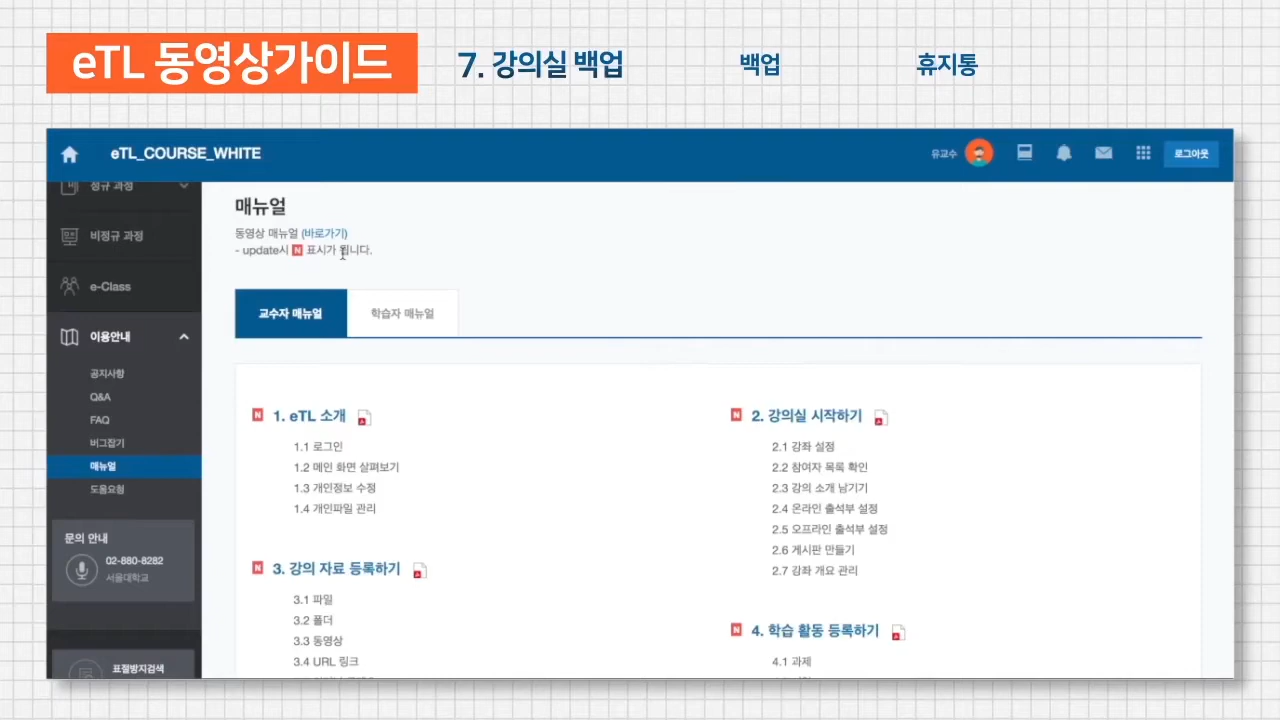 eTL 동영상가이드
7. 강의실 백업
백업
휴지통
eTL_COURSE_WHITE
유교수
로그아웃
정규 과정
비정규 과정
e-Class
이용안내
공지사항
Q&A
FAQ
버그잡기
매뉴얼
도움요청
문의 안내
02-880-8282
서울대학교
표절방지검색
매뉴얼
동영상 매뉴얼 (바로가기)
- update시 N 표시가 됩니다.
교수자 매뉴얼
학습자 매뉴얼
N 1. eTL 소개
1.1 로그인
1.2 메인 화면 살펴보기
1.3 개인정보 수정
1.4 개인파일 관리
N 2. 강의실 시작하기
2.1 강좌 설정
2.2 참여자 목록 확인
2.3 강의 소개 남기기
2.4 온라인 출석부 설정
2.5 오프라인 출석부 설정
2.6 게시판 만들기
2.7 강좌 개요 관리
N 3. 강의 자료 등록하기
3.1 파일
3.2 폴더
3.3 동영상
3.4 URL 링크
N 4. 학습 활동 등록하기
4.1 과제